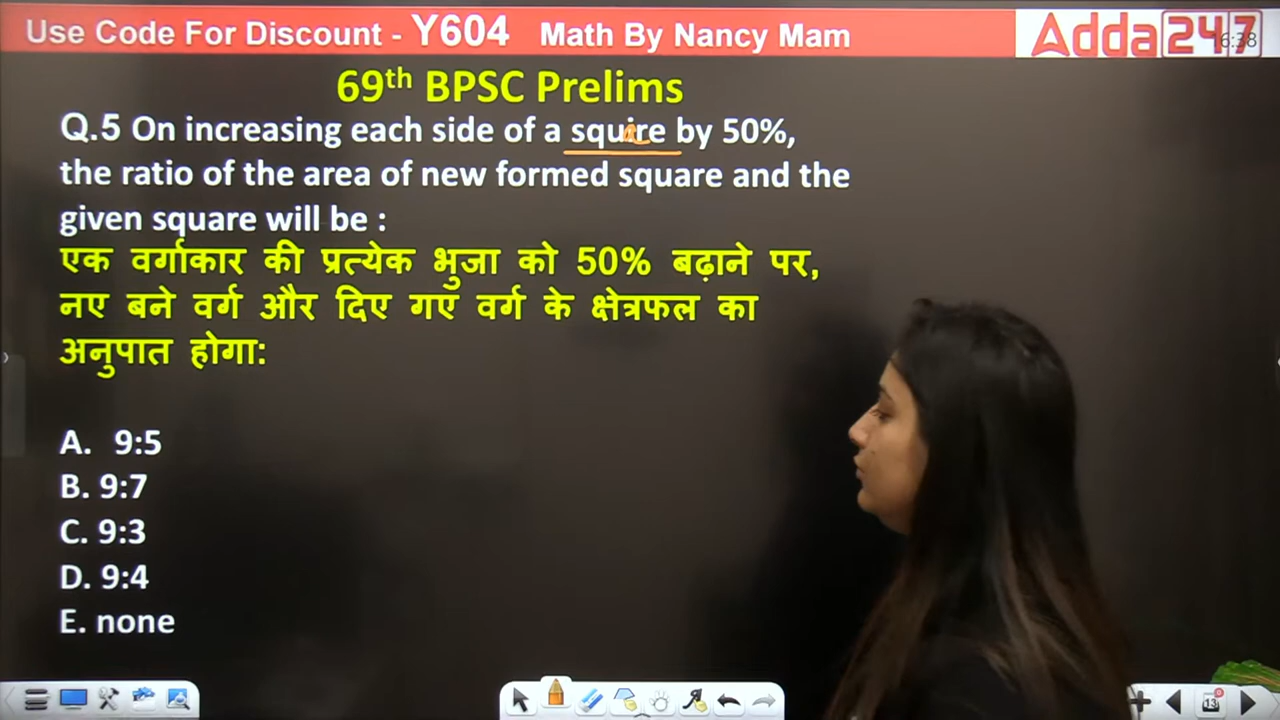 Use Code For Discount - Y604 Math By Nancy Mam
Adda247
16:38
69th BPSC Prelims
Q.5 On increasing each side of a squire by 50%,
the ratio of the area of new formed square and the
given square will be :
एक वर्गाकार की प्रत्येक भुजा को 50% बढ़ाने पर,
नए बने वर्ग और दिए गए वर्ग के क्षेत्रफल का
अनुपात होगा:
A. 9:5
B. 9:7
C. 9:3
D. 9:4
E. none
13